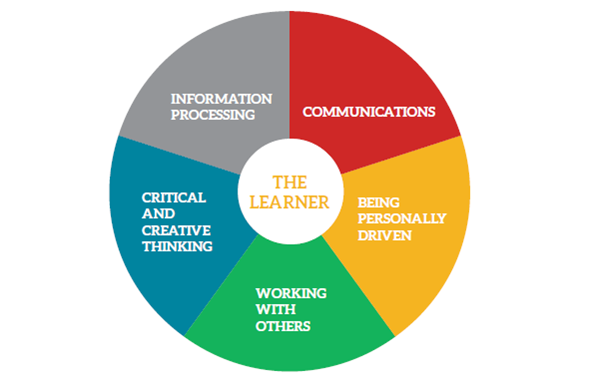 INFORMATION
PROCESSING
COMMUNICATIONS
THE
LEARNER
CRITICAL
AND
CREATIVE
THINKING
BEING
PERSONALLY
DRIVEN
WORKING
WITH
OTHERS